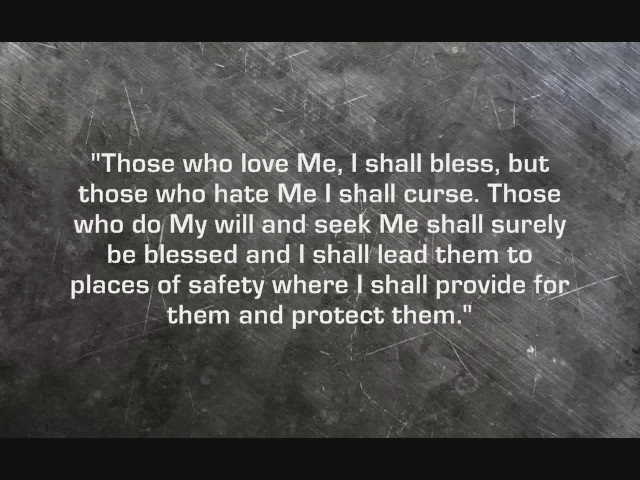 "Those who love Me, I shall bless, but
those who hate Me I shall curse. Those
who do My will and seek Me shall surely
be blessed and I shall lead them to
places of safety where I shall provide for
them and protect them."